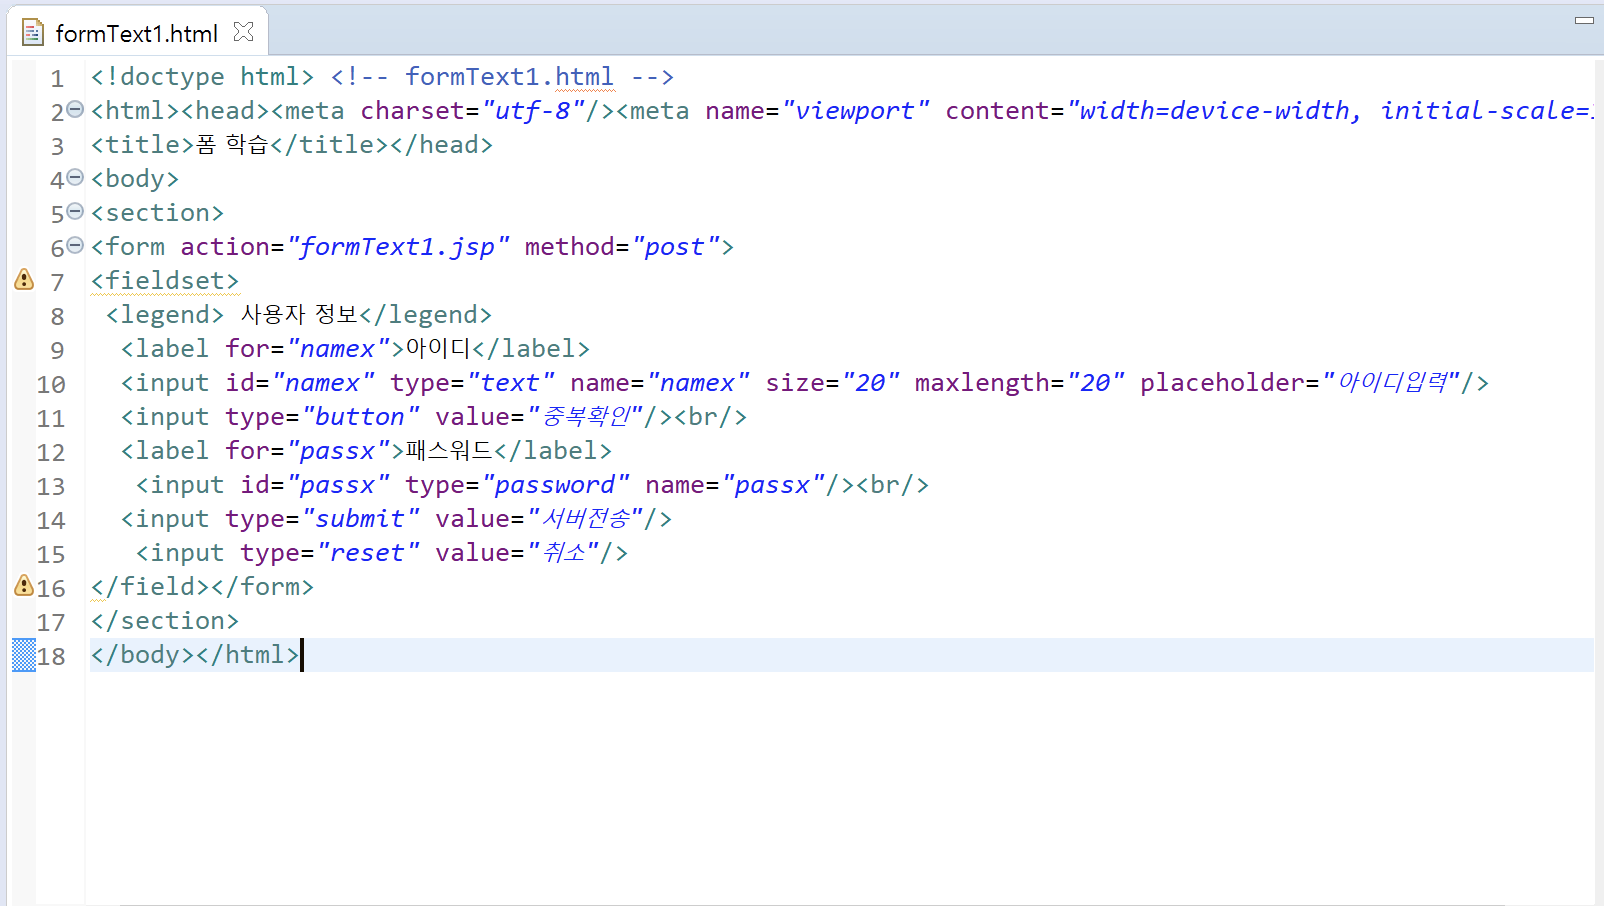 formText1.html
1 <!doctype html> <!-- formText1.html -->
2 <html><head><meta charset="utf-8"/><meta name="viewport" content="width=device-width, initial-scale=
3 <title>폼 학습</title></head>
4 <body>
5 <section>
6 <form action="formText1.jsp" method="post">
7 <fieldset>
8 <legend> 사용자 정보</legend>
9 <label for="namex">아이디</label>
10 <input id="namex" type="text" name="namex" size="20" maxlength="20" placeholder="아이디입력"/>
11 <input type="button" value="중복확인"/><br/>
12 <label for="passx">패스워드</label>
13 <input id="passx" type="password" name="passx"/><br/>
14 <input type="submit" value="서버전송"/>
15 <input type="reset" value="취소"/>
16 </field></form>
17 </section>
18 </body></html>